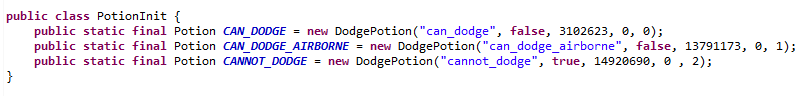 public class PotionInit {
    public static final Potion CAN_DODGE = new DodgePotion("can_dodge", false, 3102623, 0, 0);
    public static final Potion CAN_DODGE_AIRBORNE = new DodgePotion("can_dodge_airborne", false, 13791173, 0, 1);
    public static final Potion CANNOT_DODGE = new DodgePotion("cannot_dodge", true, 14920690, 0 , 2);
}